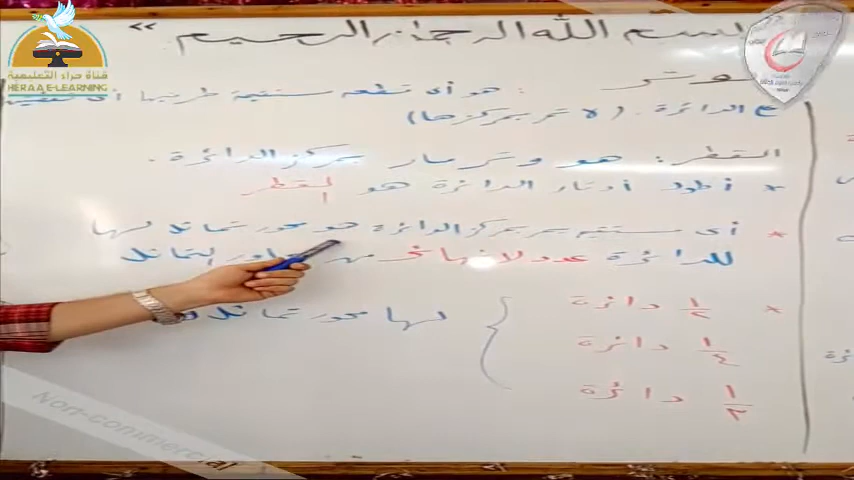 بسم الله الرحمن الرحيم "
: هو أي قطعة مستقيمة طرفيها
ع الدائرة . (لا تمر بمركزها)
القطر: هو وتر مار بمركز الدائرة .
* أطول أوتار الدائرة هو القطر
* أي مستقيم يمر بمركز الدائرة هو محور تماثل لها
للدائرة عدد لا نهائي من محاور التماثل
* ١/٢ دائرة
١/٤ دائرة
١/٣ دائرة
لها محور تماثل
قناة حراء التعليمية
HERAA E-LEARNING
Non-commercial